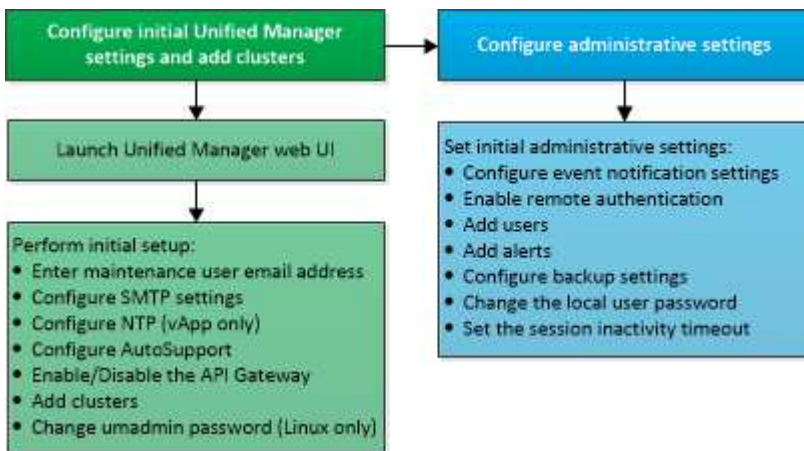 Configure initial Unified Manager
settings and add clusters
Configure administrative settings
Launch Unified Manager web UI
Perform initial setup:
• Enter maintenance user email address
• Configure SMTP settings
• Configure NTP (vApp only)
• Configure AutoSupport
• Enable/Disable the API Gateway
• Add clusters
• Change umadmin password (Linux only)
Set initial administrative settings:
• Configure event notification settings
• Enable remote authentication
• Add users
• Add alerts
• Configure backup settings
• Change the local user password
• Set the session inactivity timeout